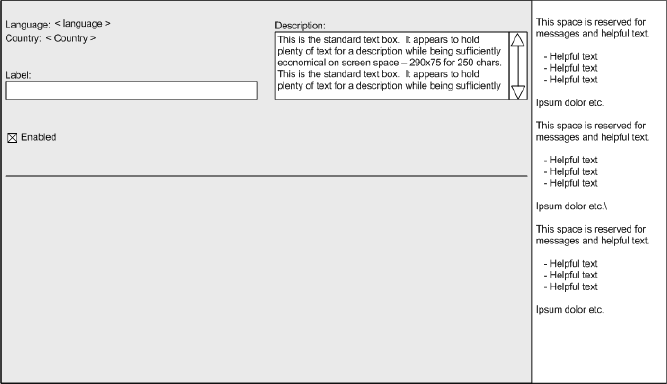 Language: < language >
Country: < Country >
Label:
Enabled
Description:
This is the standard text box. It appears to hold
plenty of text for a description while being sufficiently
economical on screen space – 290x75 for 250 chars.
This is the standard text box. It appears to hold
plenty of text for a description while being sufficiently
This space is reserved for
messages and helpful text.
- Helpful text
- Helpful text
- Helpful text
Ipsum dolor etc.
This space is reserved for
messages and helpful text.
- Helpful text
- Helpful text
- Helpful text
Ipsum dolor etc.\
This space is reserved for
messages and helpful text.
- Helpful text
- Helpful text
- Helpful text
Ipsum dolor etc.